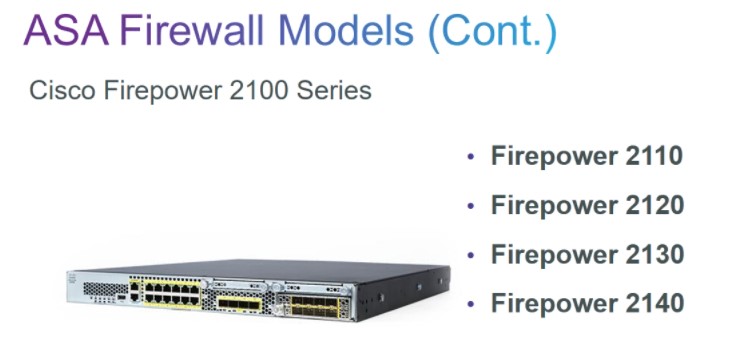 ASA Firewall Models (Cont.)
Cisco Firepower 2100 Series
• Firepower 2110
• Firepower 2120
• Firepower 2130
• Firepower 2140